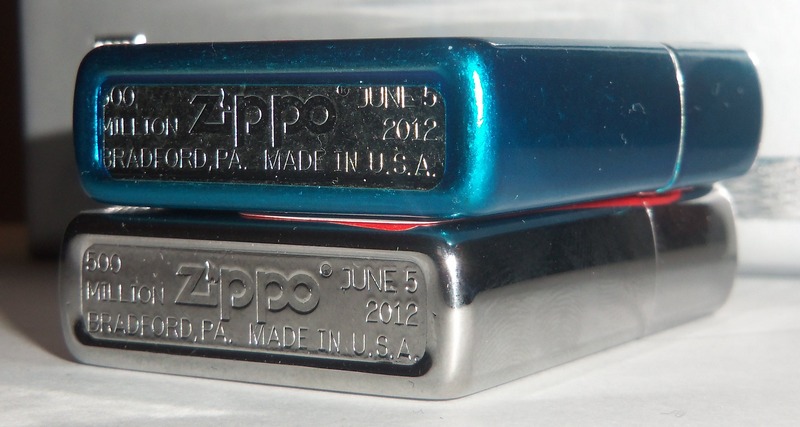 500 Zippo® JUNE 5
MILLION 2012
BRADFORD,PA. MADE IN U.S.A.
500 Zippo® JUNE 5
MILLION 2012
BRADFORD,PA. MADE IN U.S.A.